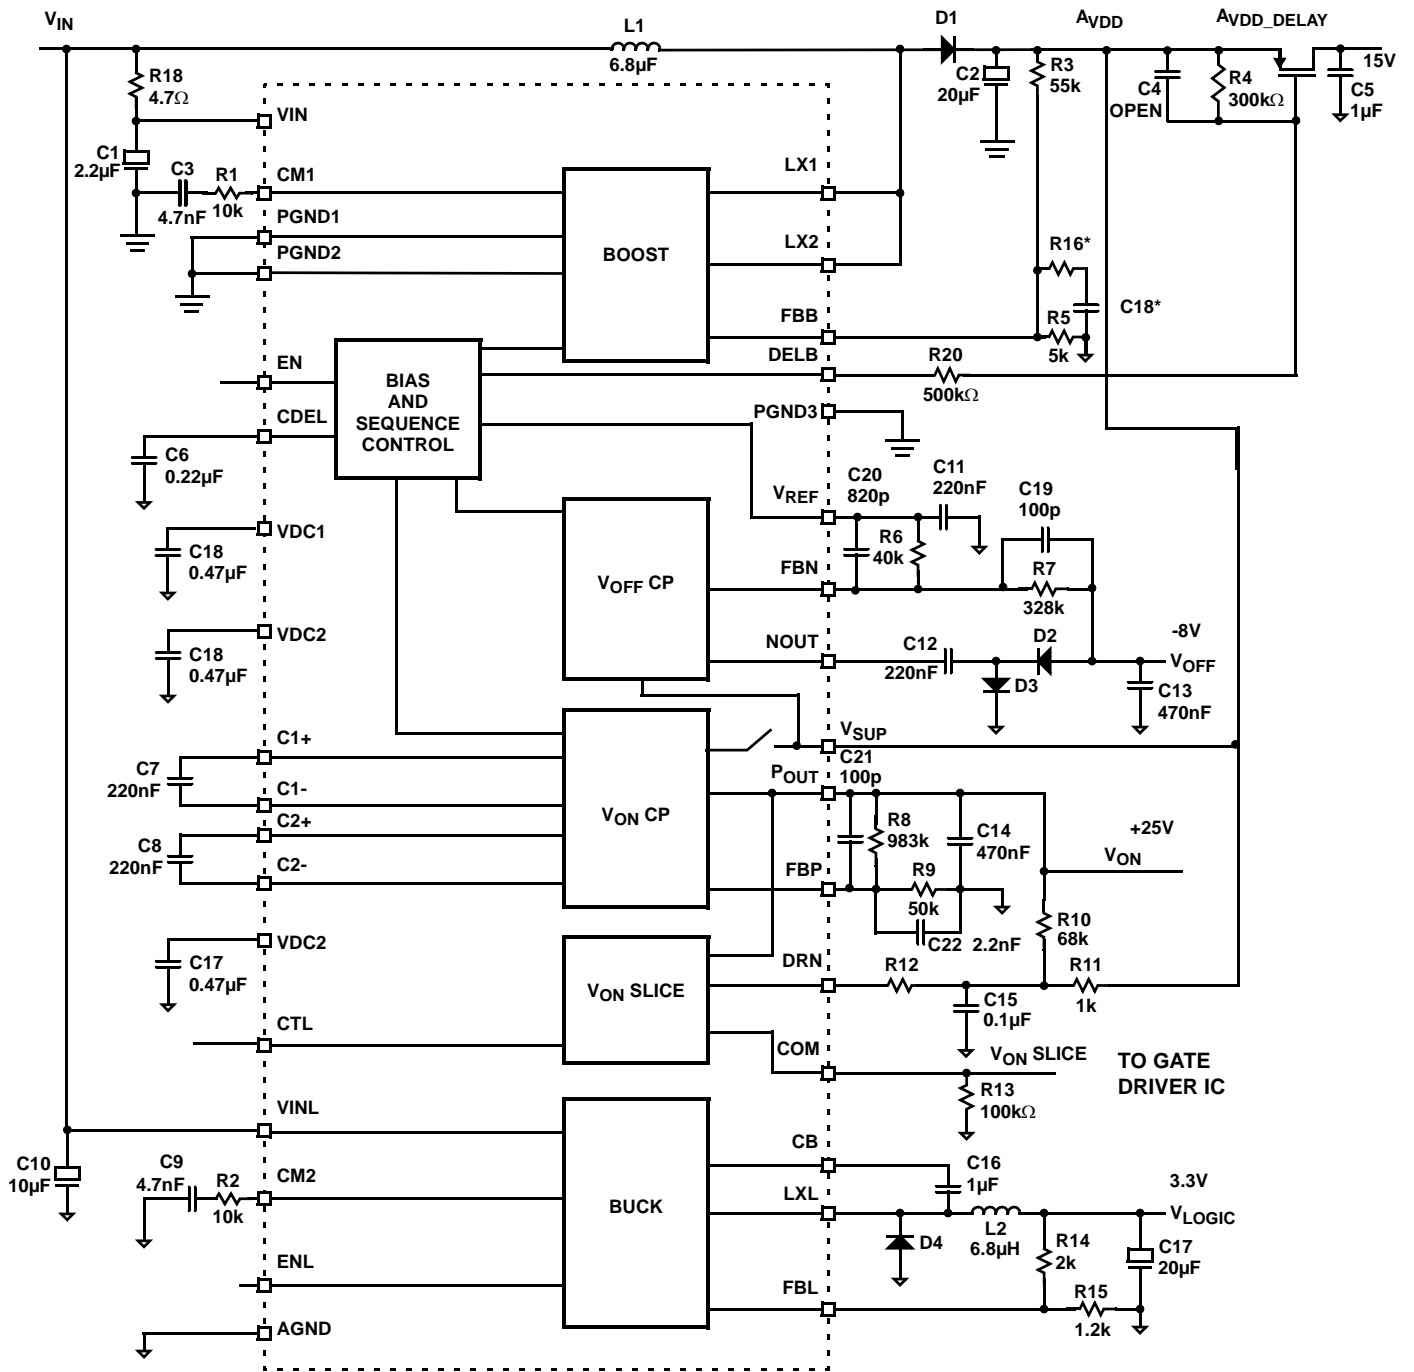 VIN
L1
6.8µF
D1
AVDD
AVDD_DELAY
R18
4.7Ω
C2
20µF
R3
55k
C4
OPEN
R4
300kΩ
15V
C5
1µF
VIN
C1
2.2µF
C3
4.7nF
R1
10k
CM1
LX1
PGND1
PGND2
BOOST
LX2
R16*
C18*
FBB
R5
5k
EN
BIAS
AND
SEQUENCE
CONTROL
DELB
R20
500kΩ
CDEL
PGND3
C6
0.22µF
VREF
C20
820p
C11
220nF
C19
100p
VDC1
C18
0.47µF
R6
40k
VOFF CP
FBN
R7
328k
VDC2
C18
0.47µF
NOUT
C12
220nF
D2
D3
-8V
VOFF
C13
470nF
VSUP
C1+
C7
220nF
C1-
C2+
C8
220nF
C2-
VON CP
POUT
C21
100p
R8
983k
C14
470nF
+25V
VON
FBP
R9
50k
C22 2.2nF
R10
68k
VDC2
C17
0.47µF
VON SLICE
DRN
R12
R11
1k
C15
0.1µF
CTL
COM
VON SLICE
TO GATE
DRIVER IC
R13
100kΩ
VINL
CB
C10
10µF
C9
4.7nF
R2
10k
CM2
BUCK
C16
1µF
LXL
3.3V
VLOGIC
D4
L2
6.8µH
R14
2k
C17
20µF
ENL
FBL
R15
1.2k
AGND